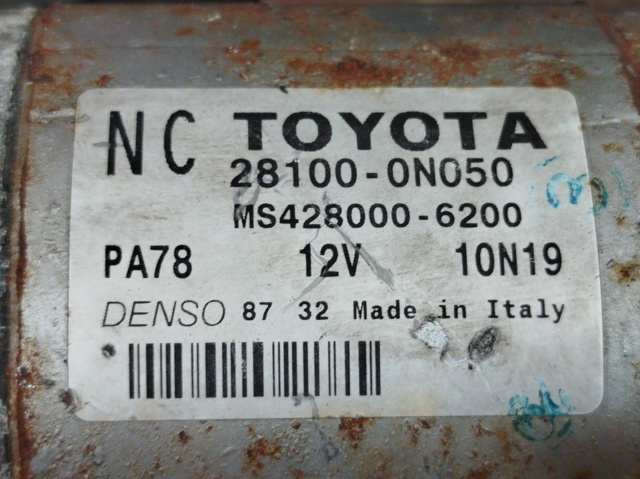 NC TOYOTA
28100-0N050
MS428000-6200
PA78 12V 10N19
DENSO 87 32 Made in Italy